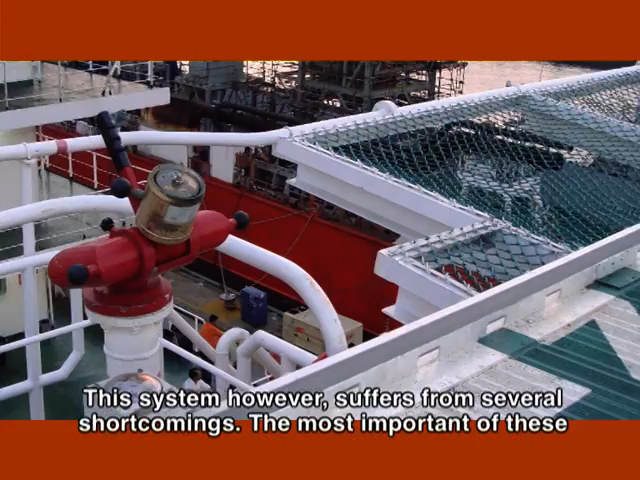 This system however, suffers from several
shortcomings. The most important of these